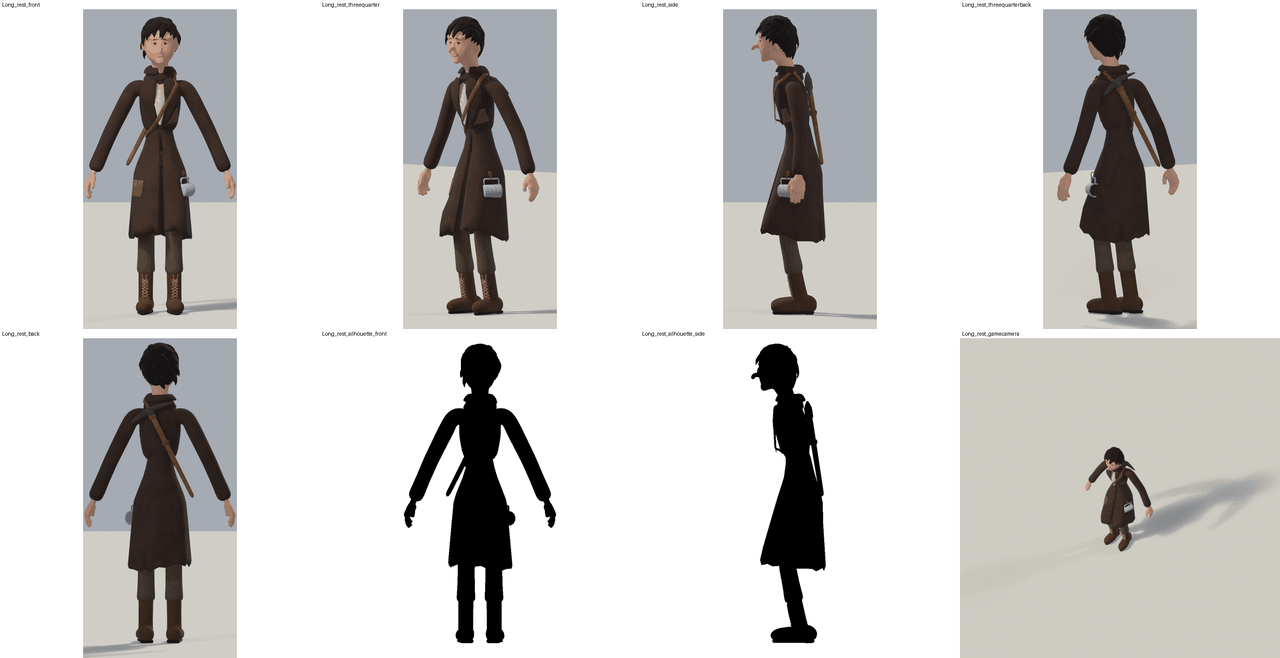 Long_rest_front
Long_rest_threequarter
Long_rest_side
Long_rest_threequarterback
Long_rest_back
Long_rest_silhouette_front
Long_rest_silhouette_side
Long_rest_gamecamera